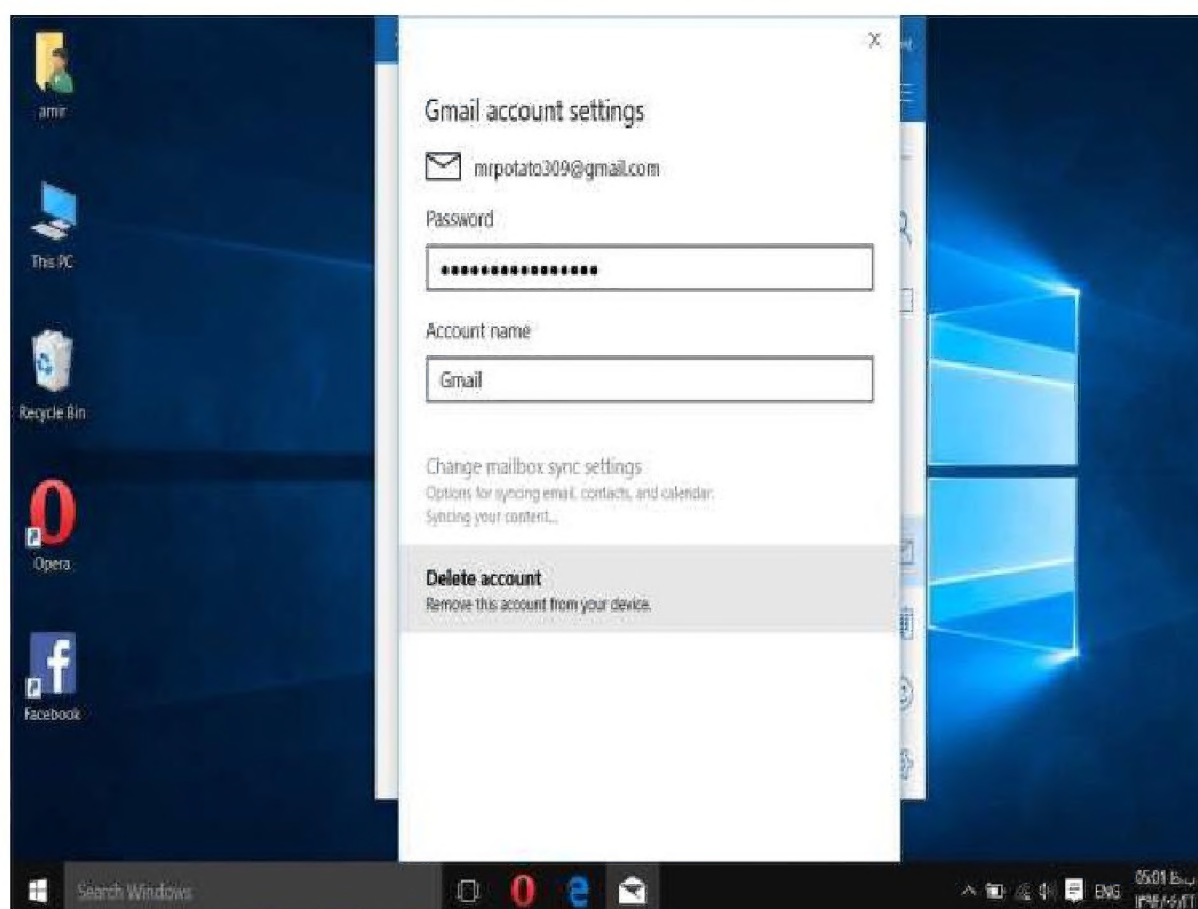 amir
This PC
Recycle Bin
Opera
Facebook
X
Gmail account settings
mrpotato309@gmail.com
Password
Account name
Gmail
Change mailbox sync settings
Options for syncing email, contacts, and calendar.
Syncing your content...
Delete account
Remove this account from your device.
Search Windows
ENG
05:01